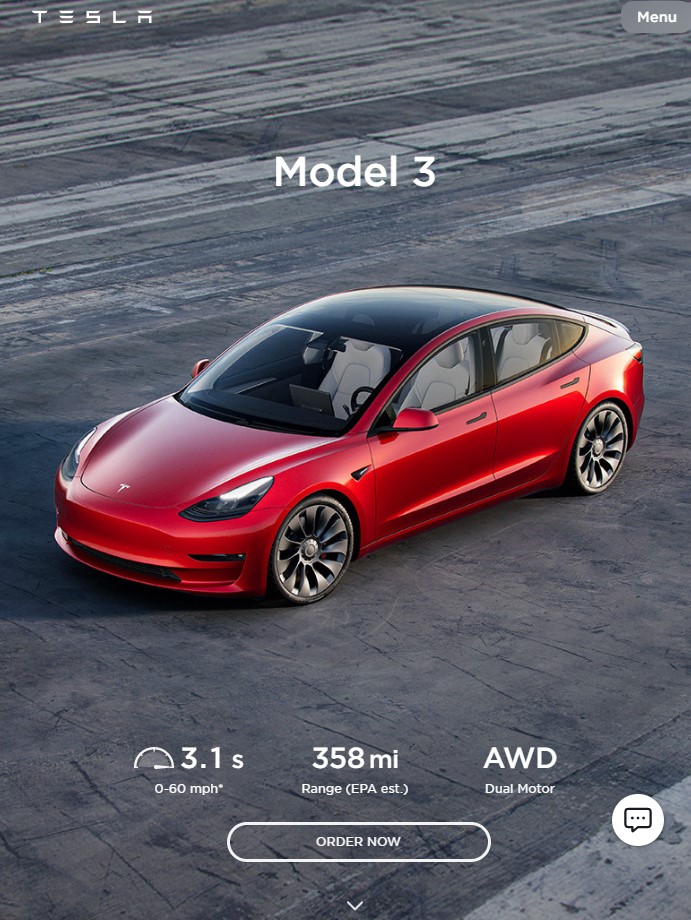 TESLA
Menu
Model 3
3.1 s
358 mi
AWD
0-60 mph*
Range (EPA est.)
Dual Motor
ORDER NOW